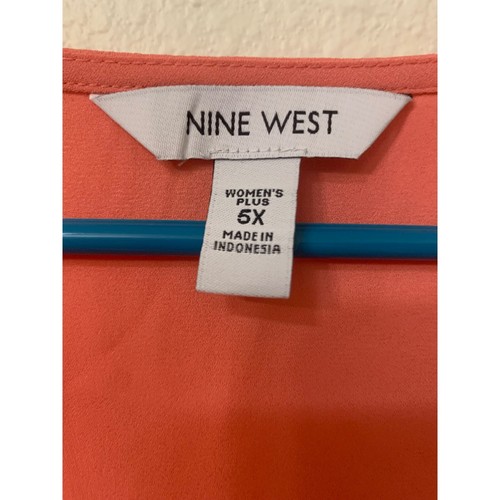 NINE WEST
WOMEN'S
PLUS
5X
MADE IN
INDONESIA